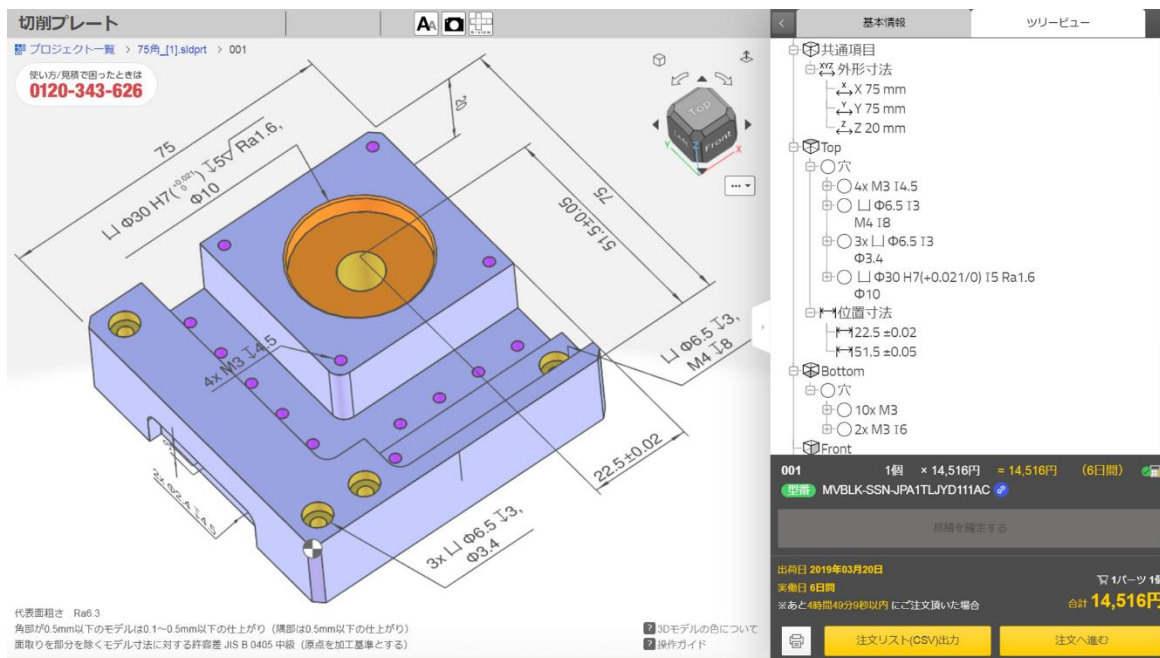 切削プレート
AA
プロジェクト一覧 > 75角_[1].sldprt > 001
使い方/見積で困ったときは
0120-343-626
75
⌴ Φ30 H7(+0.021 0) ↧5√ Ra1.6,
Φ10
75
51.5±0.05
Top
Left
Front
Z
Y
X
4x M3 ↧4.5
⌴ Φ6.5 ↧3,
M4 ↧8
22.5±0.02
3x ⌴ Φ6.5 ↧3,
Φ3.4
代表面粗さ Ra6.3
角部が0.5mm以下のモデルは0.1~0.5mm以下の仕上がり(隅部は0.5mm以下の仕上がり)
面取りを部分を除くモデル寸法に対する許容差 JIS B 0405 中級(原点を加工基準とする)
? 3Dモデルの色について
? 操作ガイド
基本情報
ツリービュー
共通項目
XYZ 外形寸法
X X 75 mm
Y Y 75 mm
Z Z 20 mm
Top
穴
4x M3 ↧4.5
⌴ Φ6.5 ↧3
M4 ↧8
3x ⌴ Φ6.5 ↧3
Φ3.4
⌴ Φ30 H7(+0.021/0) ↧5 Ra1.6
Φ10
位置寸法
22.5 ±0.02
51.5 ±0.05
Bottom
穴
10x M3
2x M3 ↧6
Front
001 1個 × 14,516円 = 14,516円 (6日間)
型番 MVBLK-SSN-JPA1TLJYD111AC
見積を確定する
出荷日 2019年03月20日
実働日 6日間
※あと4時間49分9秒以内 にご注文頂いた場合
1パーツ 1個
合計 14,516円
注文リスト(CSV)出力
注文へ進む